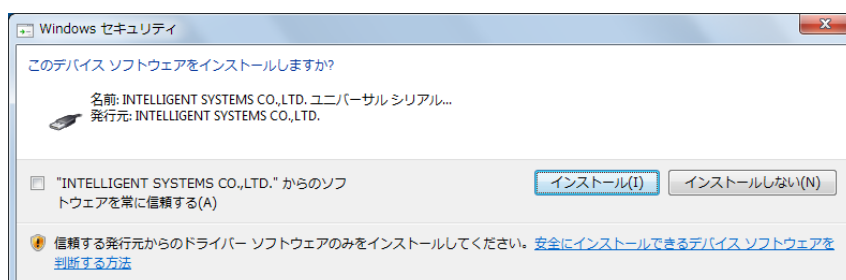 Windows セキュリティ
このデバイス ソフトウェアをインストールしますか?
名前: INTELLIGENT SYSTEMS CO.,LTD. ユニバーサル シリアル...
発行元: INTELLIGENT SYSTEMS CO.,LTD.
"INTELLIGENT SYSTEMS CO.,LTD." からのソフ
トウェアを常に信頼する(A)
インストール(I)
インストールしない(N)
信頼する発行元からのドライバー ソフトウェアのみをインストールしてください。安全にインストールできるデバイス ソフトウェアを
判断する方法